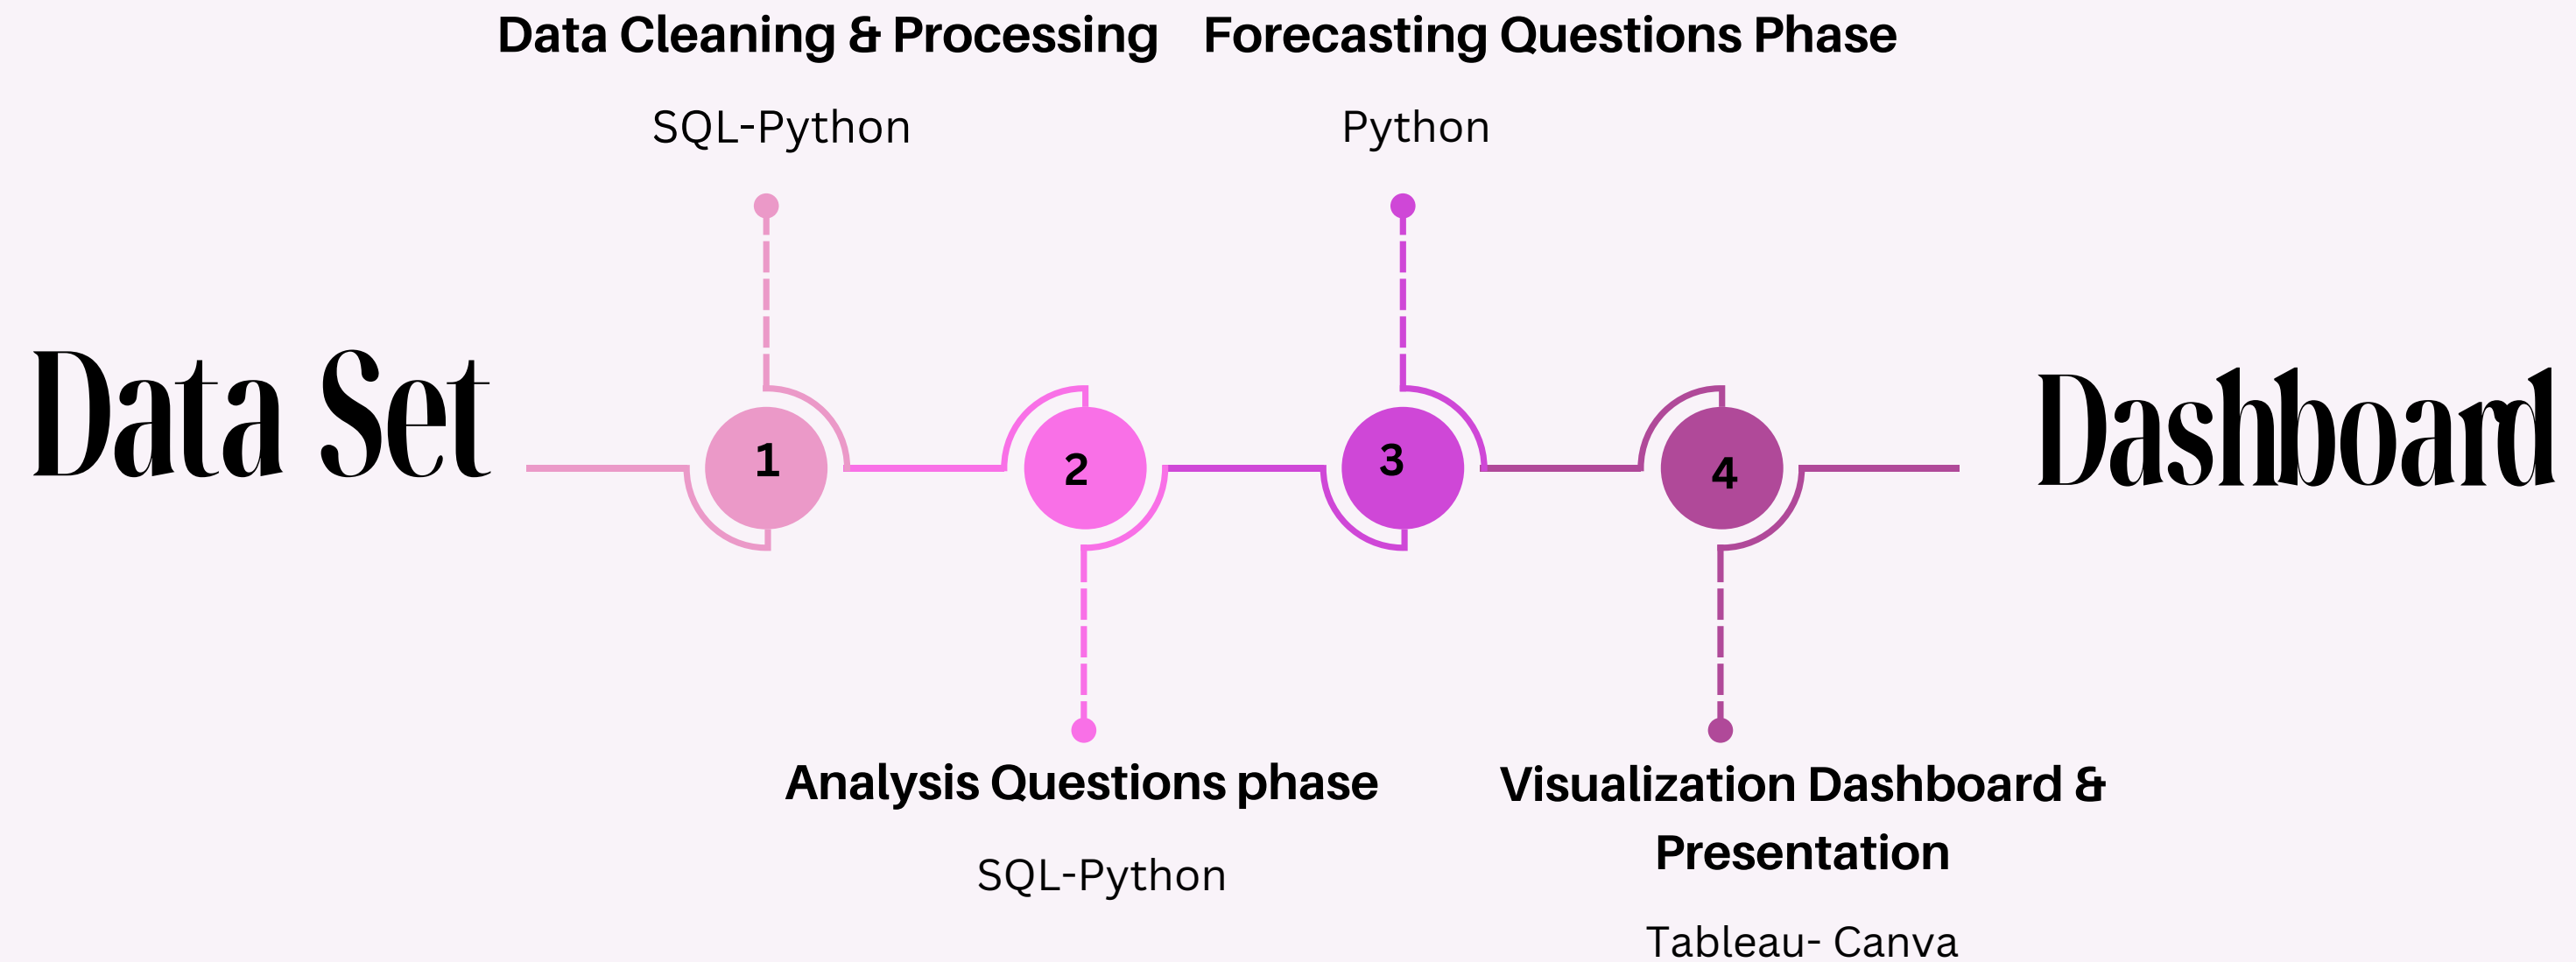 Data Set
Data Cleaning & Processing
SQL-Python
1
2
Analysis Questions phase
SQL-Python
Forecasting Questions Phase
Python
3
4
Visualization Dashboard &
Presentation
Tableau- Canva
Dashboard